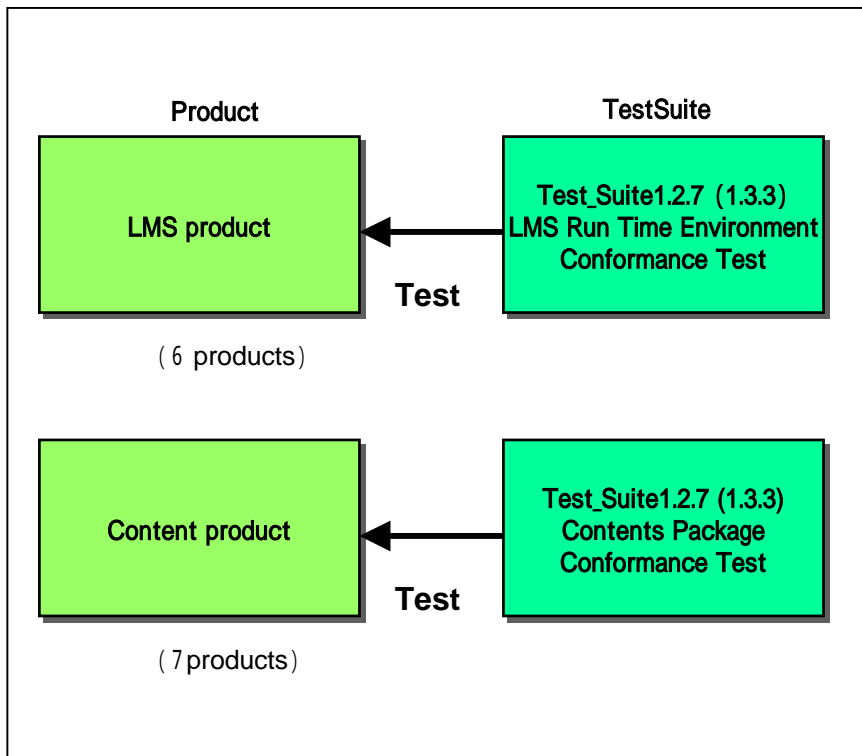 Product
TestSuite
LMS product
Test_Suite1.2.7 (1.3.3)
LMS Run Time Environment
Conformance Test
Test
(6 products)
Content product
Test_Suite1.2.7 (1.3.3)
Contents Package
Conformance Test
Test
(7products)